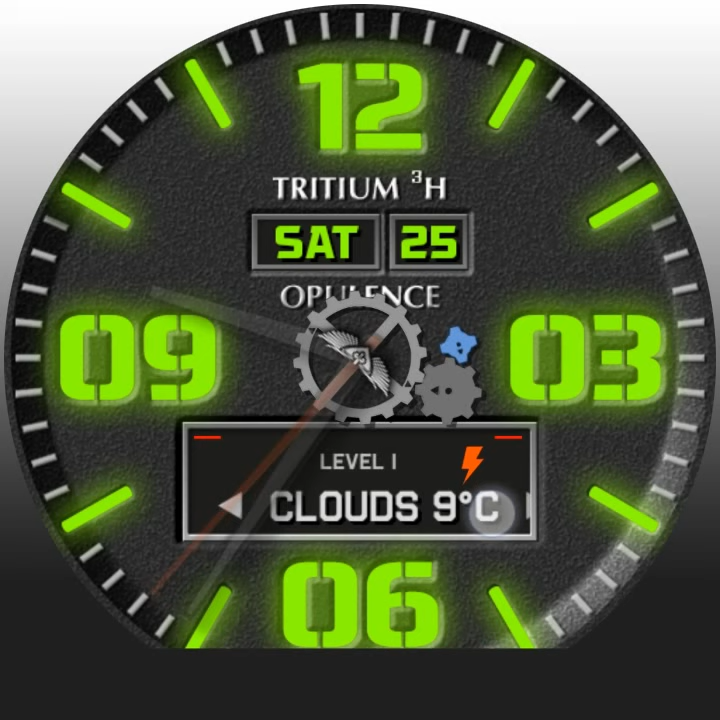 12
TRITIUM ³H
SAT 25
OPULENCE
09 03
LEVEL I
CLOUDS 9°C
06